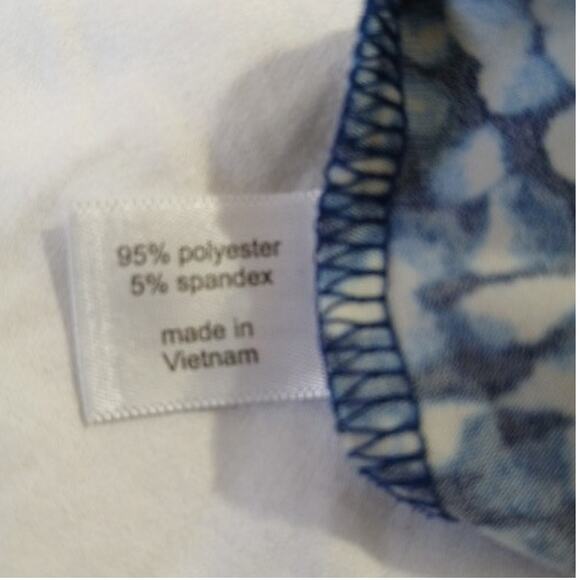 95% polyester
5% spandex
made in
Vietnam